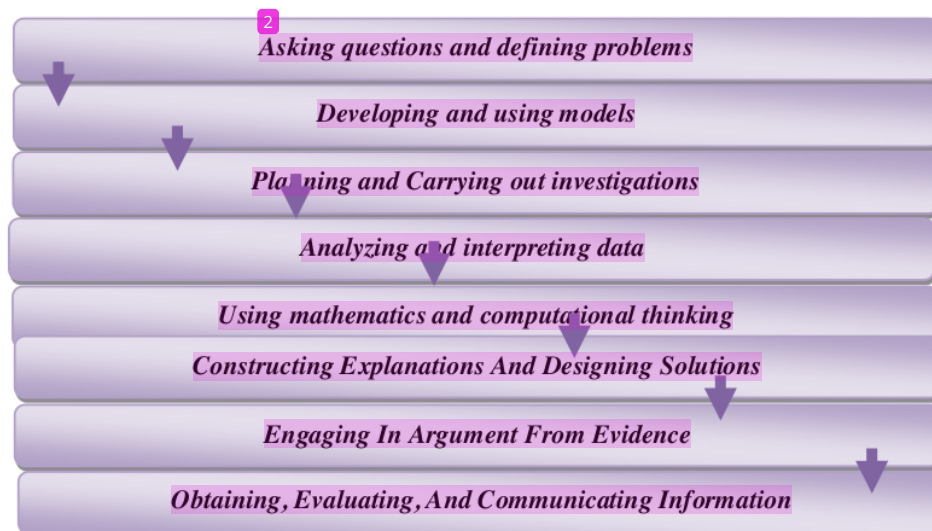 2
Asking questions and defining problems
Developing and using models
Planning and Carrying out investigations
Analyzing and interpreting data
Using mathematics and computational thinking
Constructing Explanations And Designing Solutions
Engaging In Argument From Evidence
Obtaining, Evaluating, And Communicating Information